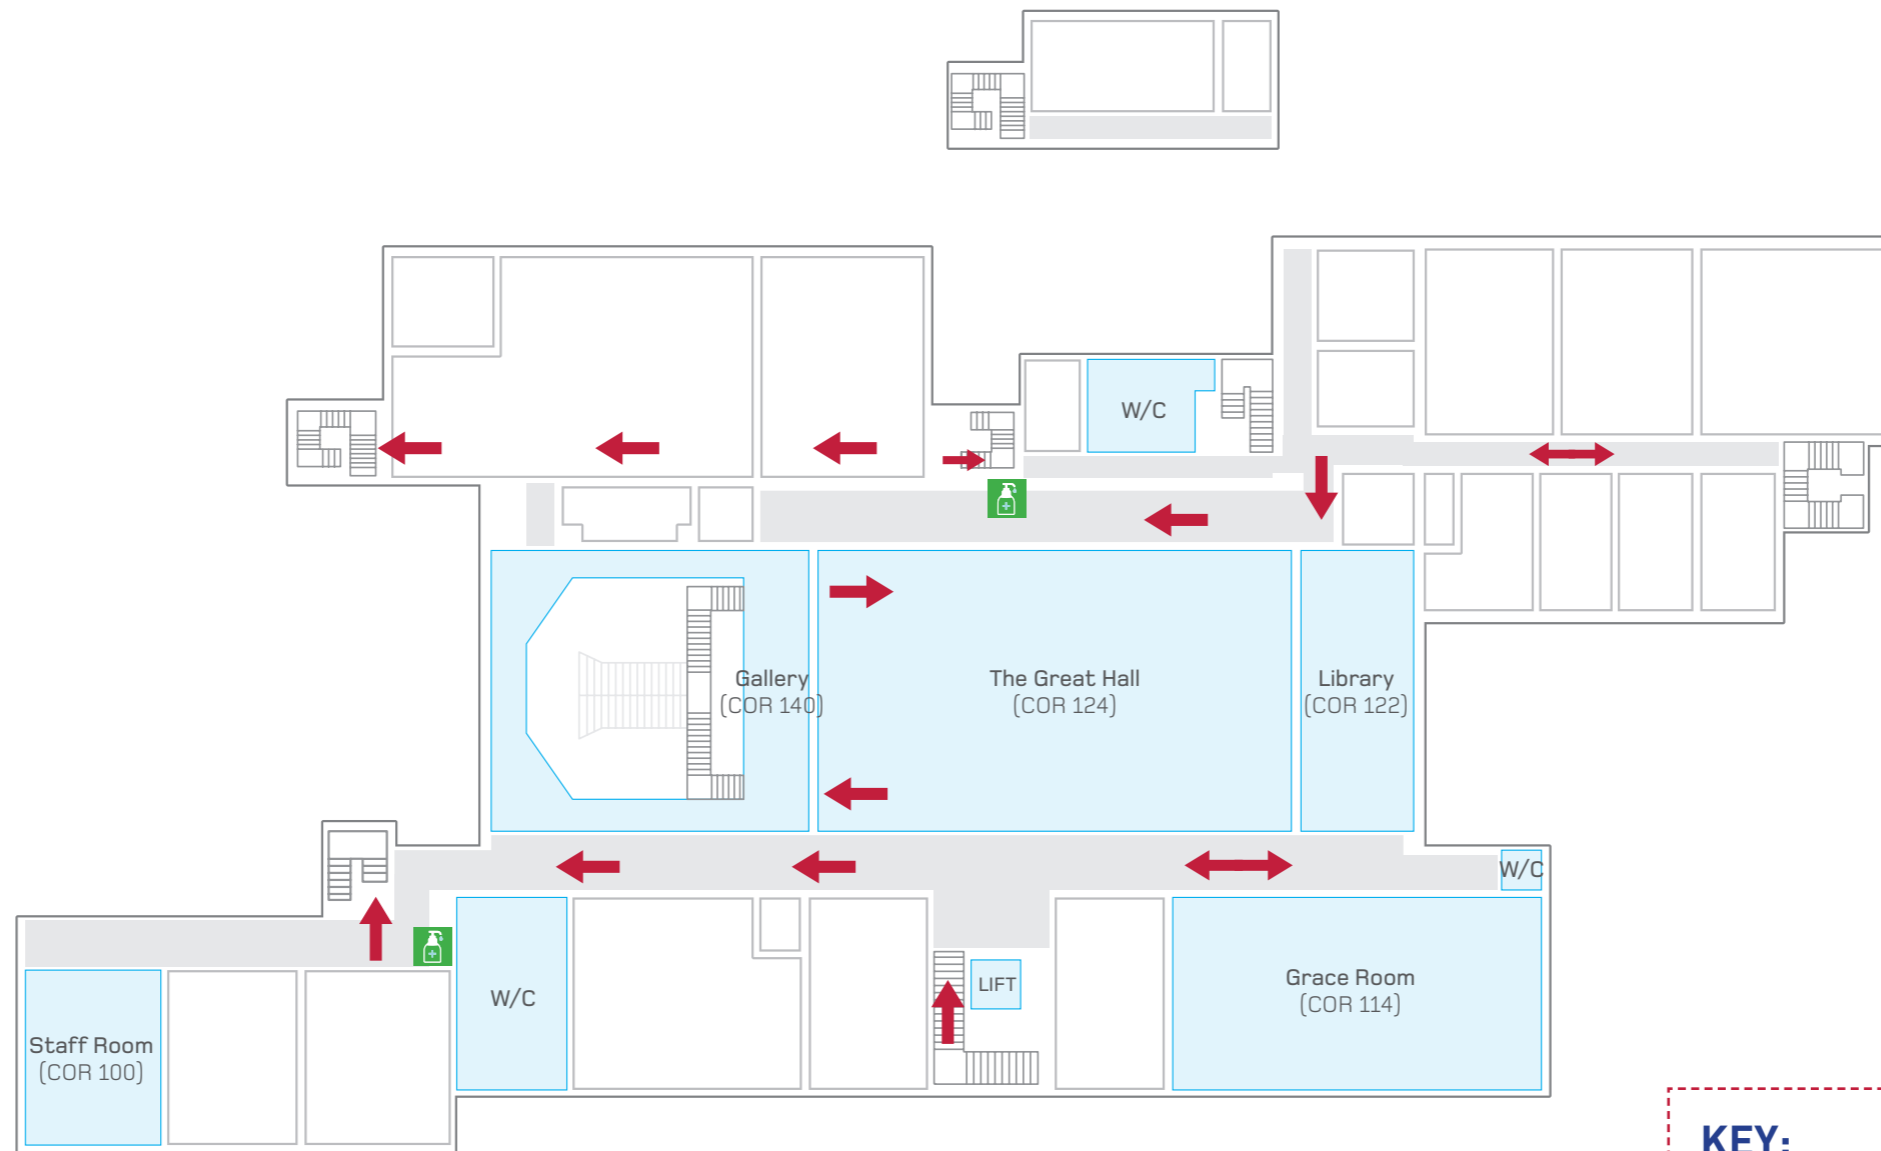 W/C
Gallery
(COR 140)
The Great Hall
(COR 124)
Library
(COR 122)
W/C
LIFT
Grace Room
(COR 114)
W/C
Staff Room
(COR 100)
KEY: